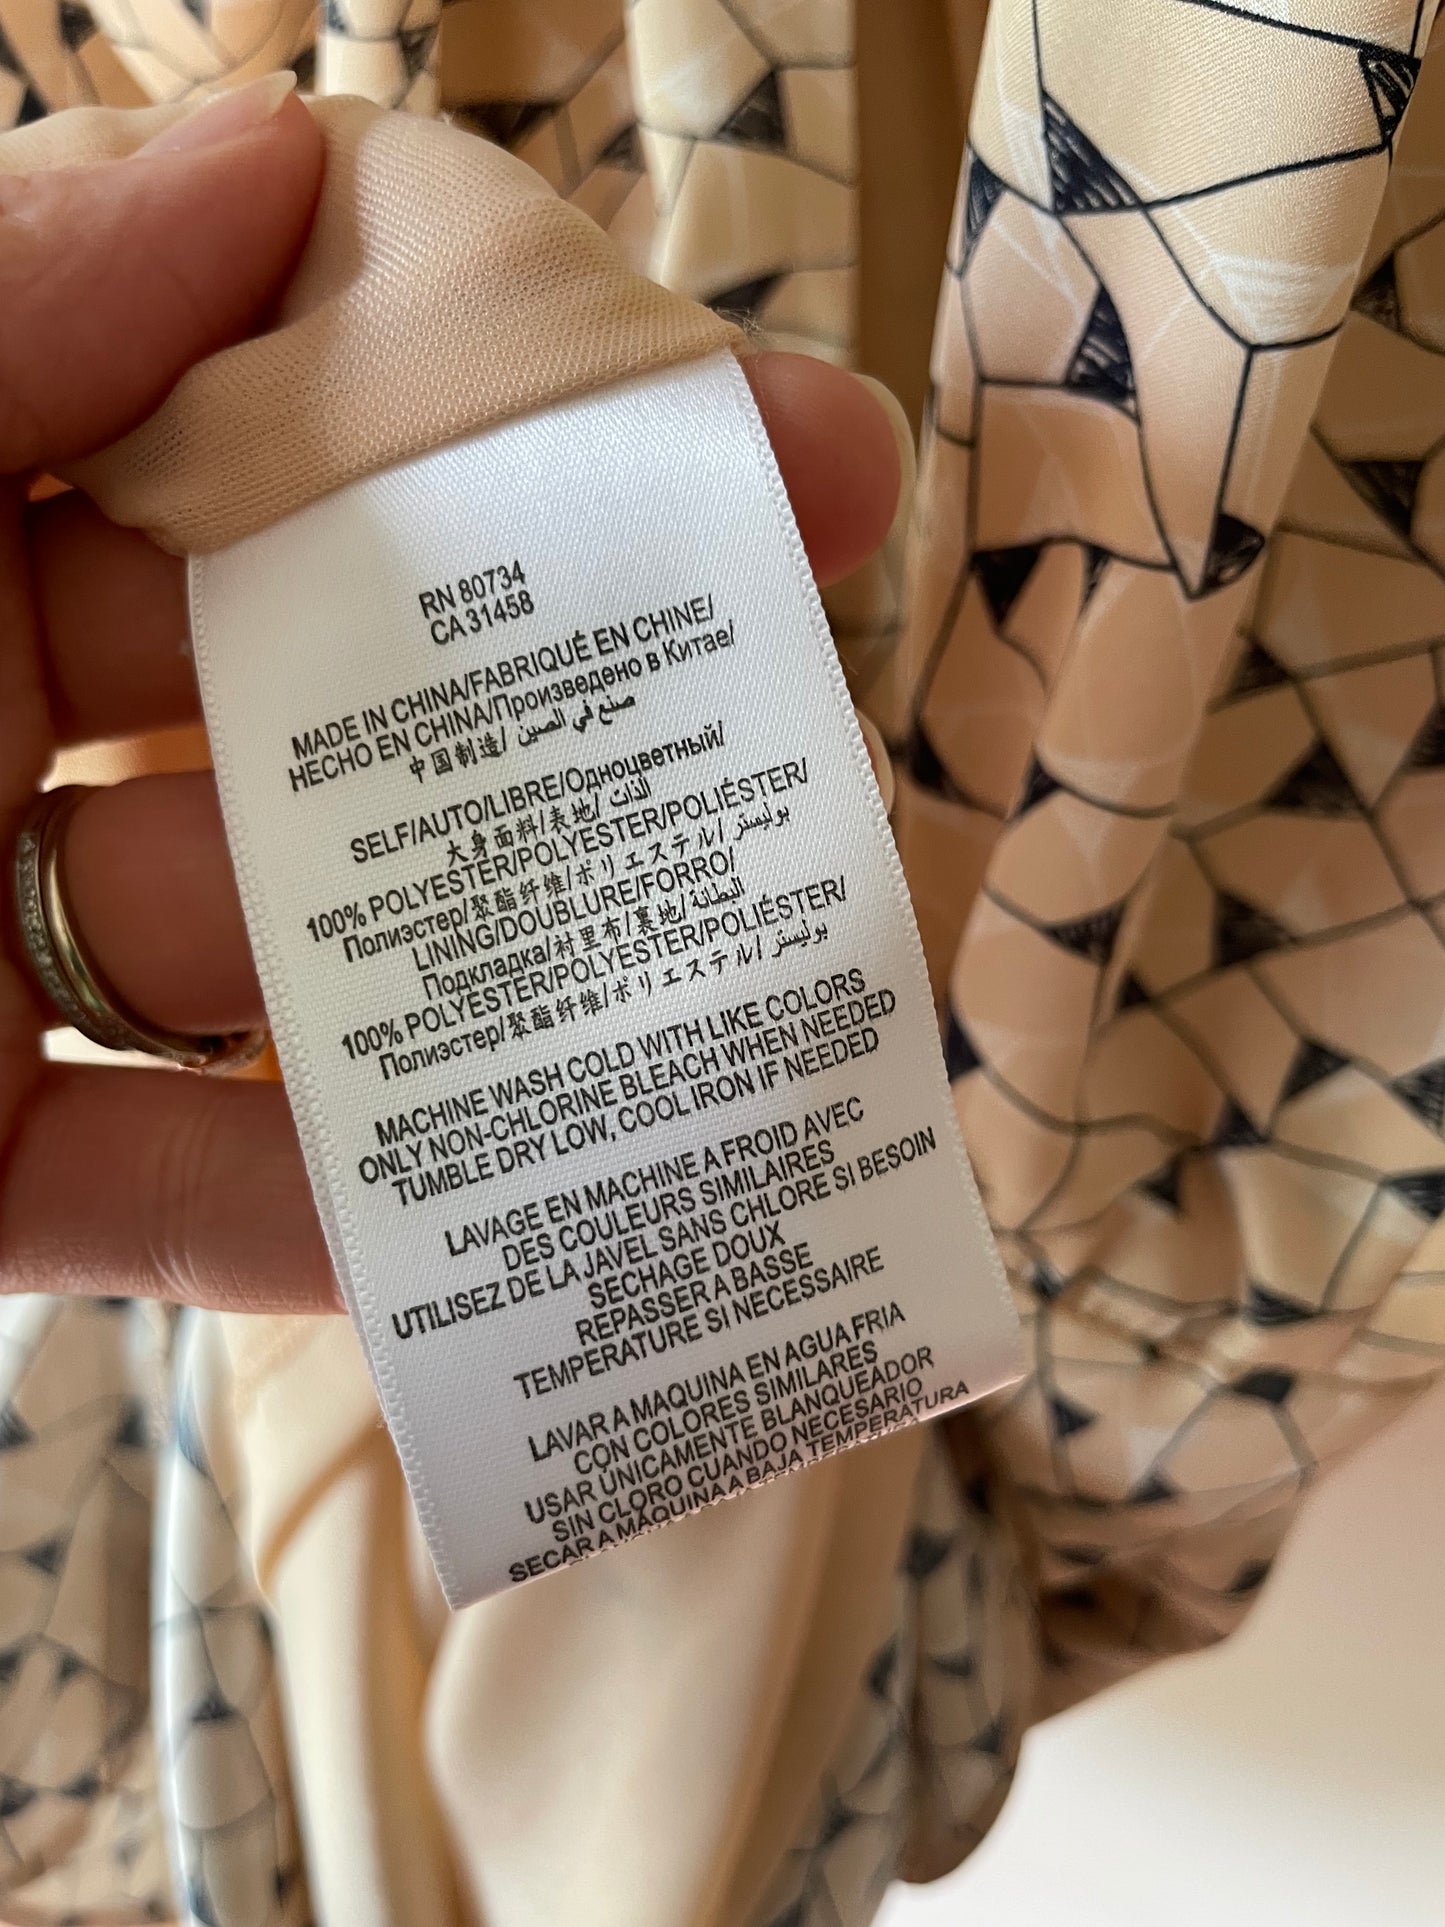 RN 80734
CA 31458
MADE IN CHINA/FABRIQUÉ EN CHINE/
HECHO EN CHINA/Произведено в Китае/
中国制造/ صنع في الصين
SELF/AUTO/LIBRE/Одноцветный/
大身面料/表地/ الذات
100% POLYESTER/POLYESTER/POLIÉSTER/
Полиэстер/聚酯纤维/ポリエステル/ بوليستر
LINING/DOUBLURE/FORRO/
Подкладка/衬里布/裏地/ البطانة
100% POLYESTER/POLYESTER/POLIÉSTER/
Полиэстер/聚酯纤维/ポリエステル/ بوليستر
MACHINE WASH COLD WITH LIKE COLORS
ONLY NON-CHLORINE BLEACH WHEN NEEDED
TUMBLE DRY LOW, COOL IRON IF NEEDED
LAVAGE EN MACHINE A FROID AVEC
DES COULEURS SIMILAIRES
UTILISEZ DE LA JAVEL SANS CHLORE SI BESOIN
SECHAGE DOUX
REPASSER A BASSE
TEMPERATURE SI NECESSAIRE
LAVAR A MAQUINA EN AGUA FRIA
CON COLORES SIMILARES
USAR ÚNICAMENTE BLANQUEADOR
SIN CLORO CUANDO NECESARIO
SECAR A MAQUINA A BAJA TEMPERATURA